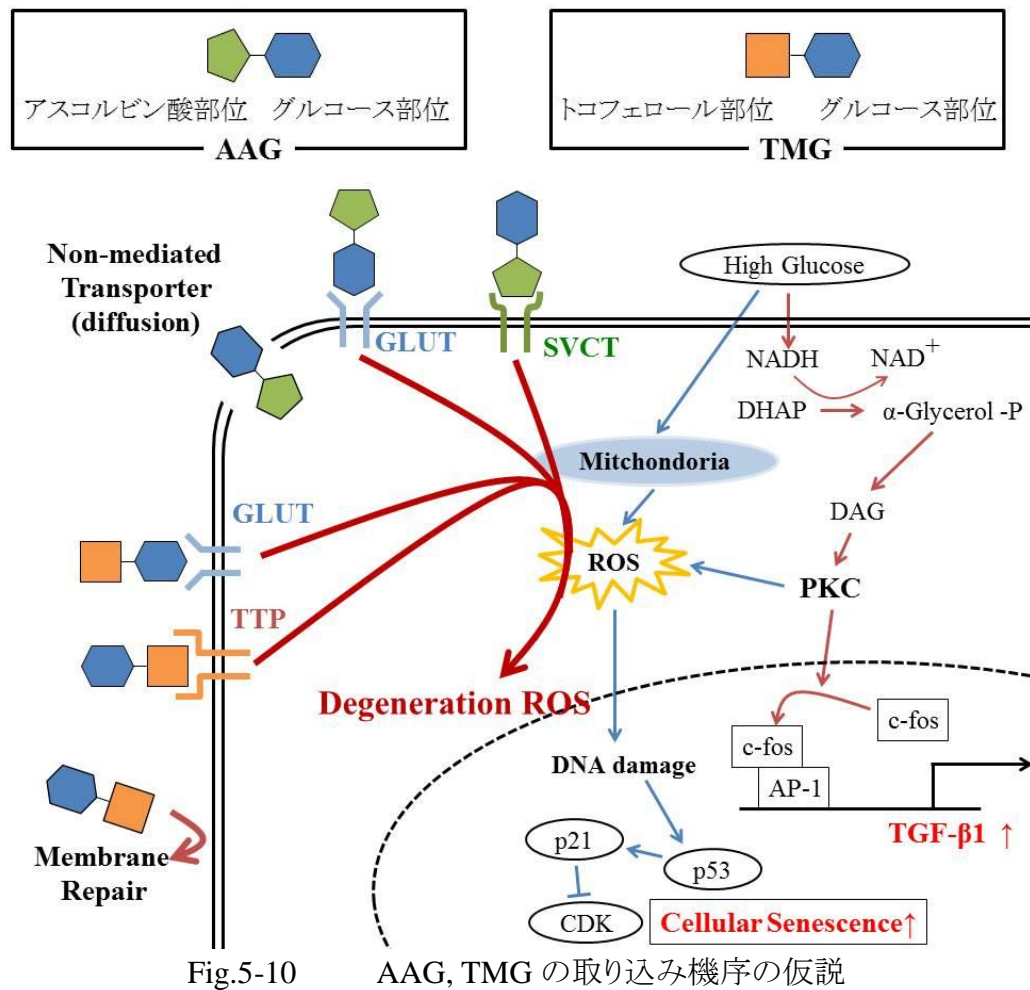 アスコルビン酸部位 グルコース部位
AAG
トコフェロール部位 グルコース部位
TMG
Non-mediated
Transporter
(diffusion)
GLUT
SVCT
High Glucose
NADH NAD+
DHAP α-Glycerol -P
Mitchondoria
DAG
GLUT
ROS
PKC
TTP
Degeneration ROS
c-fos
c-fos
DNA damage
AP-1
TGF-β1 ↑
p21
Membrane
Repair
p53
CDK
Cellular Senescence↑
Fig.5-10 AAG, TMG の取り込み機序の仮説